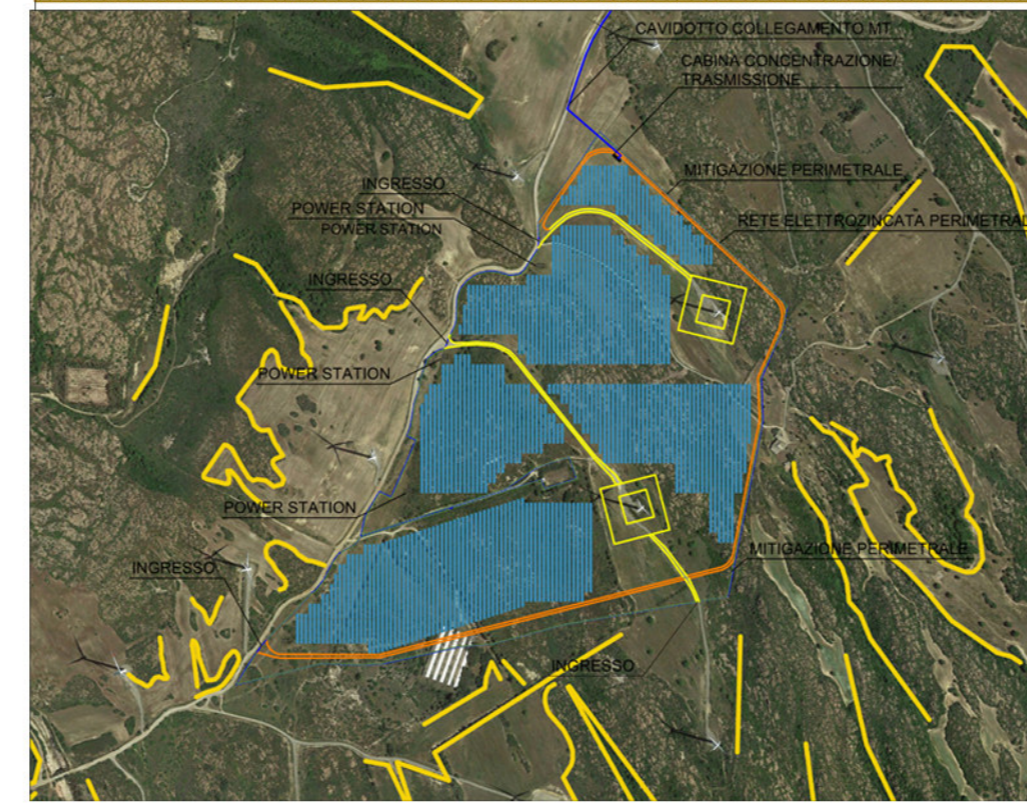 CAVIDOTTO COLLEGAMENTO MT
CABINA CONCENTRAZIONE/
TRASMISSIONE
MITIGAZIONE PERIMETRALE
INGRESSO
POWER STATION
POWER STATION
RETE ELETTROZINCATA PERIMETRAL
INGRESSO
POWER STATION
POWER STATION
MITIGAZIONE PERIMETRALE
INGRESSO
INGRESSO